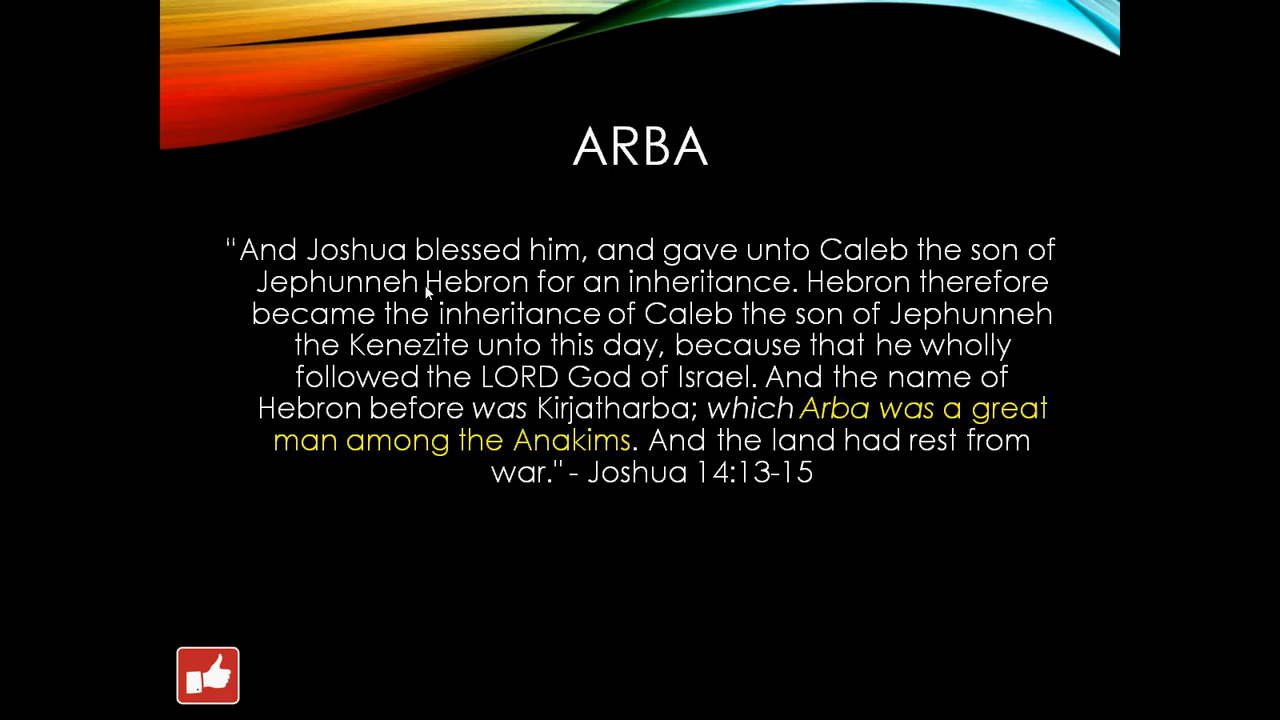 ARBA
"And Joshua blessed him, and gave unto Caleb the son of
Jephunneh Hebron for an inheritance. Hebron therefore
became the inheritance of Caleb the son of Jephunneh
the Kenezite unto this day, because that he wholly
followed the LORD God of Israel. And the name of
Hebron before was Kirjatharba; which Arba was a great
man among the Anakims. And the land had rest from
war." - Joshua 14:13-15